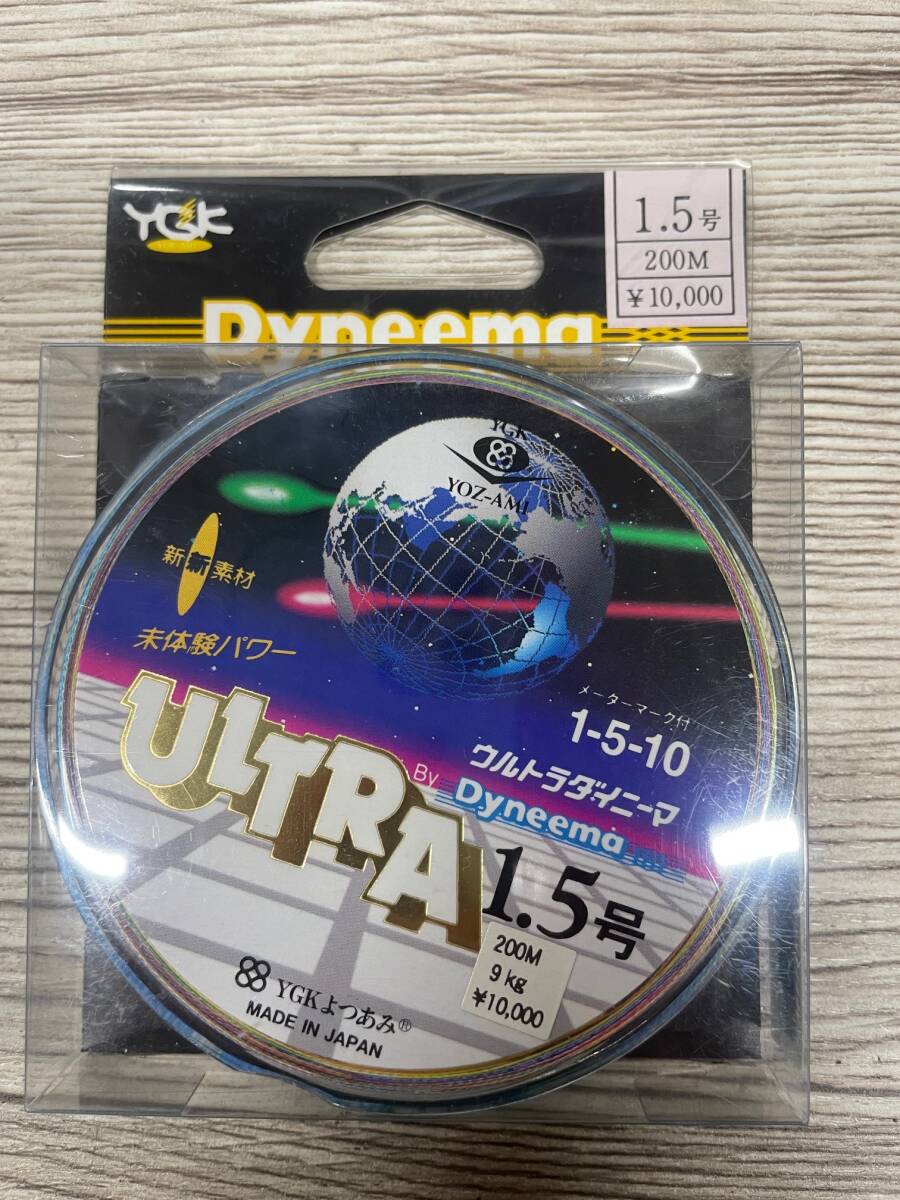 YGK
1.5号
200M
¥10,000
Dyneema
YGK
YOZ-AMI
新新素材
未体験パワー
メーターマーク付
1-5-10
ULTRA
By
ウルトラダイニーマ
Dyneema
1.5号
200M
9kg
¥10,000
YGKよつあみ®
MADE IN JAPAN